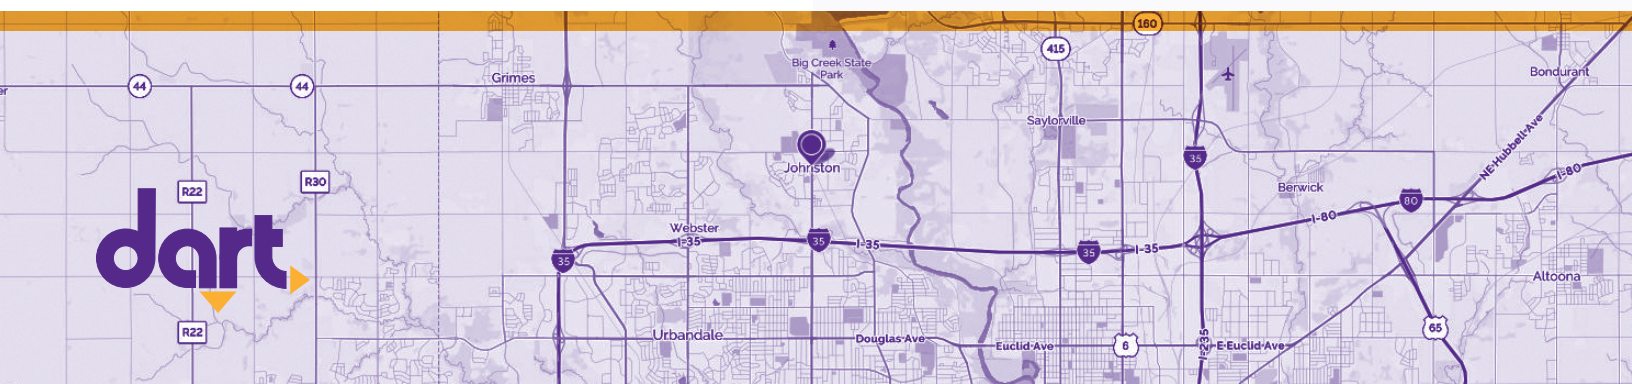 160
415
Big Creek State
Park
Bondurant
Grimes
44
44
Saylorville
NE Hubbell Ave
35
Johnston
I-80
R30
R22
Berwick
80
I-80
dart
Webster
I-35
35
I-35
35
I-35
35
Altoona
R22
Urbandale
Douglas Ave
Euclid Ave
6
I-235
E Euclid Ave
65